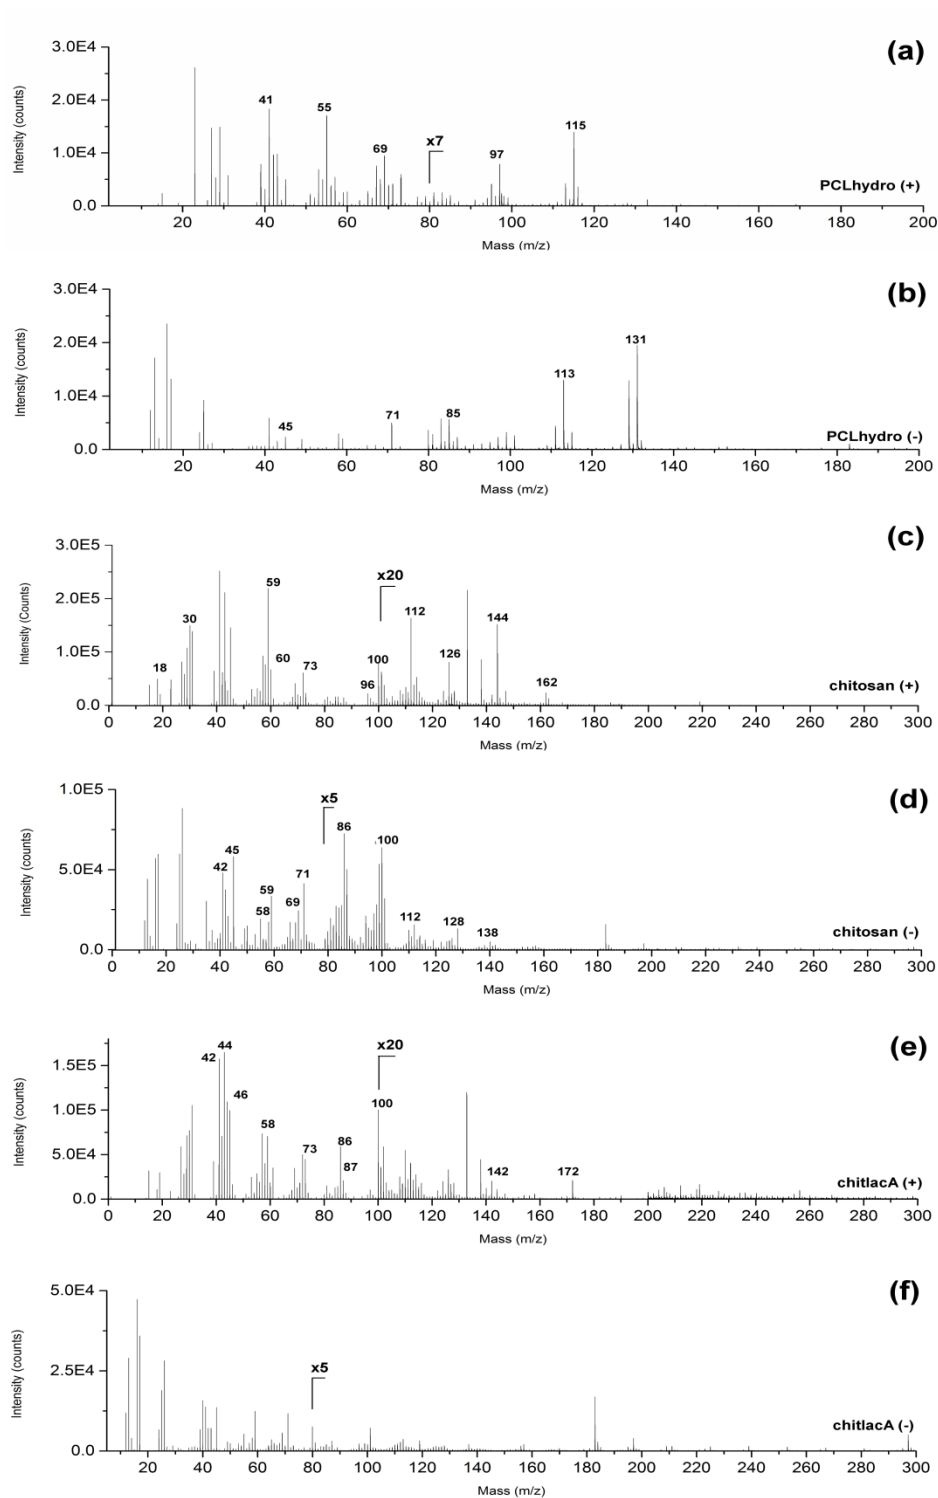 (a)
3.0E4
2.0E4
1.0E4
0.0
Intensity (counts)
41
55
69
x7
97
115
PCLhydro (+)
20 40 60 80 100 120 140 160 180 200
Mass (m/z)
(b)
3.0E4
2.0E4
1.0E4
0.0
Intensity (counts)
45
71
85
113
131
PCLhydro (-)
20 40 60 80 100 120 140 160 180 200
Mass (m/z)
(c)
3.0E5
2.0E5
1.0E5
0.0
Intensity (Counts)
18
30
59
60
73
96
100
x20
112
126
144
162
chitosan (+)
0 20 40 60 80 100 120 140 160 180 200 220 240 260 280 300
Mass (m/z)
(d)
1.0E5
5.0E4
0.0
Intensity (counts)
42
45
58
59
69
71
x5
86
100
112
128
138
chitosan (-)
0 20 40 60 80 100 120 140 160 180 200 220 240 260 280 300
Mass (m/z)
(e)
1.5E5
1.0E5
5.0E4
0.0
Intensity (counts)
42
44
46
58
73
86
87
x20
100
142
172
chitlacA (+)
0 20 40 60 80 100 120 140 160 180 200 220 240 260 280 300
Mass (m/z)
(f)
5.0E4
2.5E4
0.0
Intensity (counts)
x5
chitlacA (-)
20 40 60 80 100 120 140 160 180 200 220 240 260 280 300
Mass (m/z)